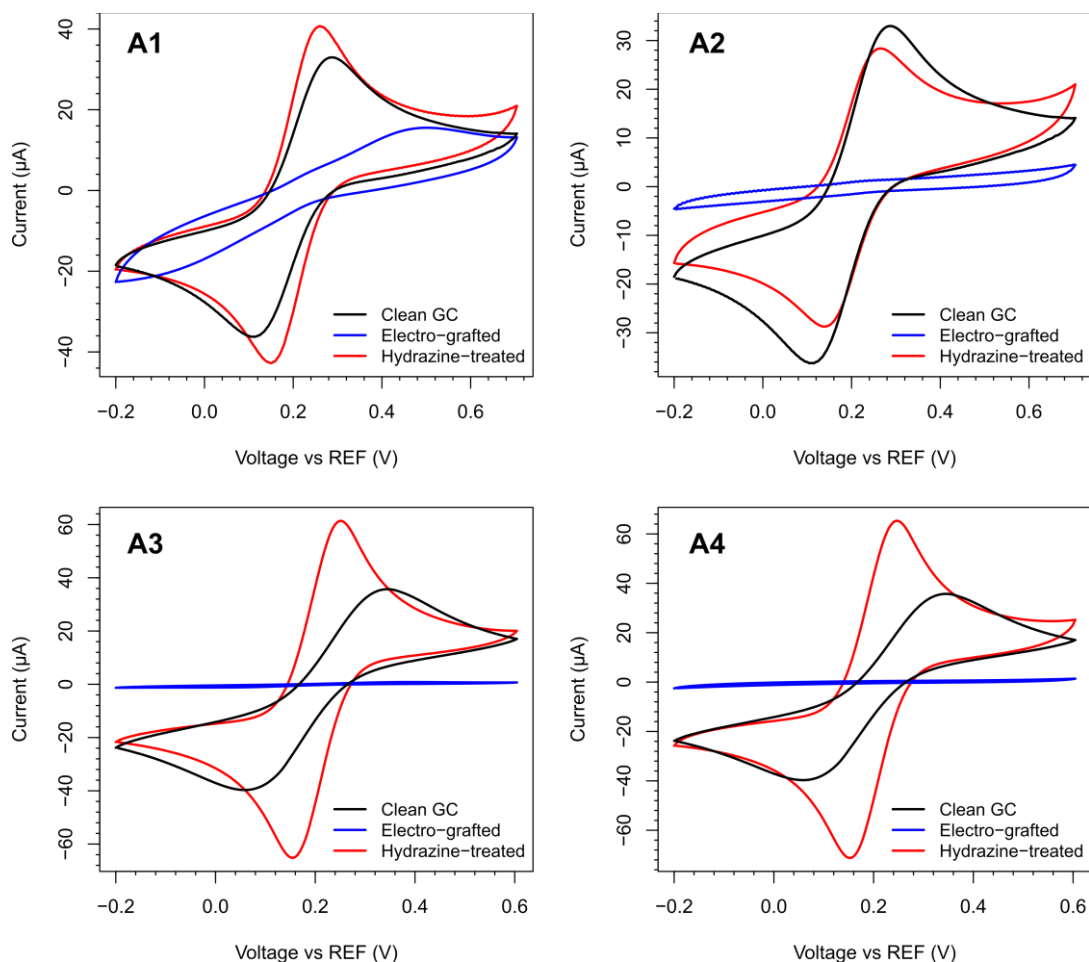 A1
40
20
0
−20
−40
Current (µA)
Clean GC
Electro−grafted
Hydrazine−treated
−0.2 0.0 0.2 0.4 0.6
Voltage vs REF (V)
A2
30
20
10
0
−10
−20
−30
Current (µA)
Clean GC
Electro−grafted
Hydrazine−treated
−0.2 0.0 0.2 0.4 0.6
Voltage vs REF (V)
A3
60
40
20
0
−20
−40
−60
Current (µA)
Clean GC
Electro−grafted
Hydrazine−treated
−0.2 0.0 0.2 0.4 0.6
Voltage vs REF (V)
A4
60
40
20
0
−20
−40
−60
Current (µA)
Clean GC
Electro−grafted
Hydrazine−treated
−0.2 0.0 0.2 0.4 0.6
Voltage vs REF (V)